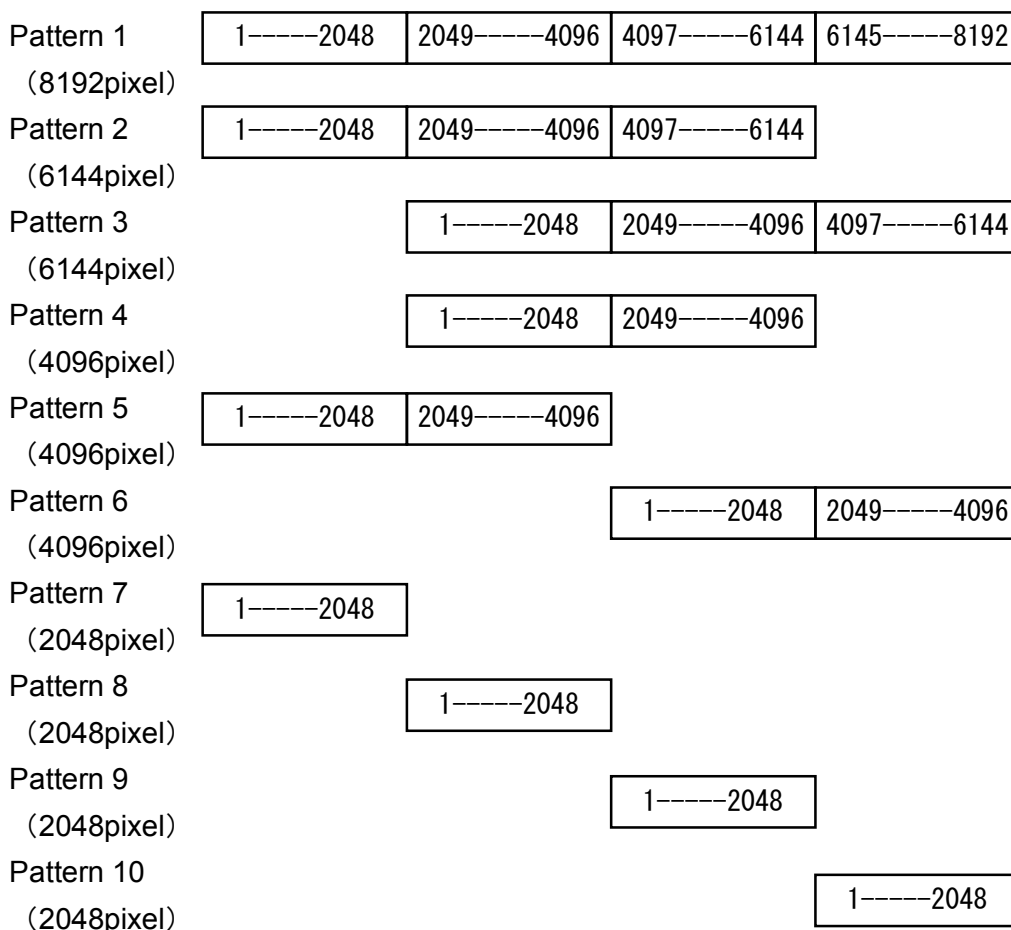 Pattern 1 1-----2048 2049-----4096 4097-----6144 6145-----8192
（8192pixel）
Pattern 2 1-----2048 2049-----4096 4097-----6144
（6144pixel）
Pattern 3 1-----2048 2049-----4096 4097-----6144
（6144pixel）
Pattern 4 1-----2048 2049-----4096
（4096pixel）
Pattern 5 1-----2048 2049-----4096
（4096pixel）
Pattern 6 1-----2048 2049-----4096
（4096pixel）
Pattern 7 1-----2048
（2048pixel）
Pattern 8 1-----2048
（2048pixel）
Pattern 9 1-----2048
（2048pixel）
Pattern 10 1-----2048
（2048pixel）